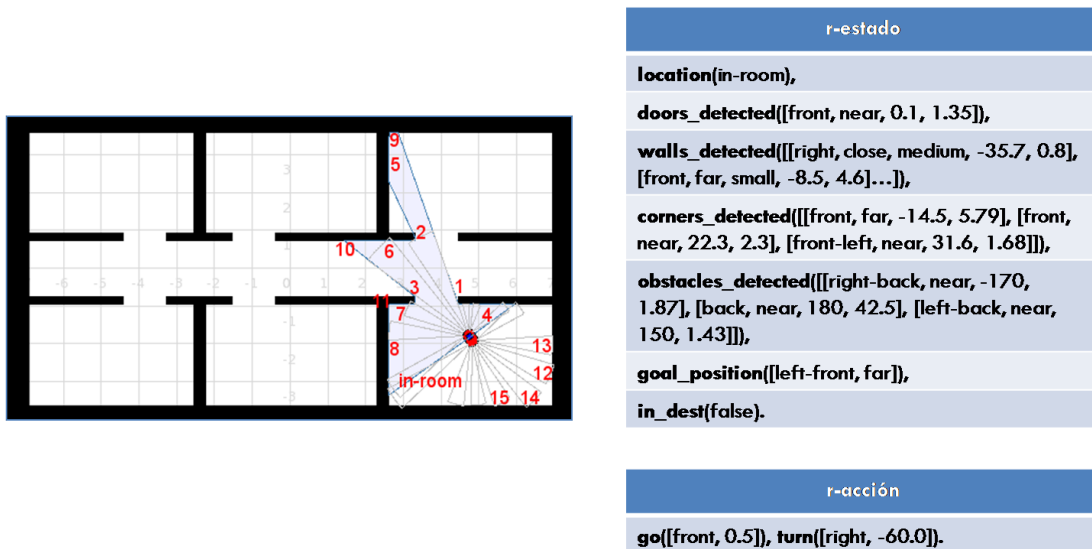 9
5
2
10
6
3
1
11
7
4
8
13
in-room
12
15
14
-6
-5
-4
-3
-2
3
4
5
6
3
2
1
-1
-2
-3
r-estado
location(in-room),
doors_detected([front, near, 0.1, 1.35]),
walls_detected([[right, close, medium, -35.7, 0.8],
[front, far, small, -8.5, 4.6]...]),
corners_detected([[front, far, -14.5, 5.79], [front,
near, 22.3, 2.3], [front-left, near, 31.6, 1.68]]),
obstacles_detected([[right-back, near, -170,
1.87], [back, near, 180, 42.5], [left-back, near,
150, 1.43]]),
goal_position([left-front, far]),
in_dest(false).
r-acción
go([front, 0.5]), turn([right, -60.0]).